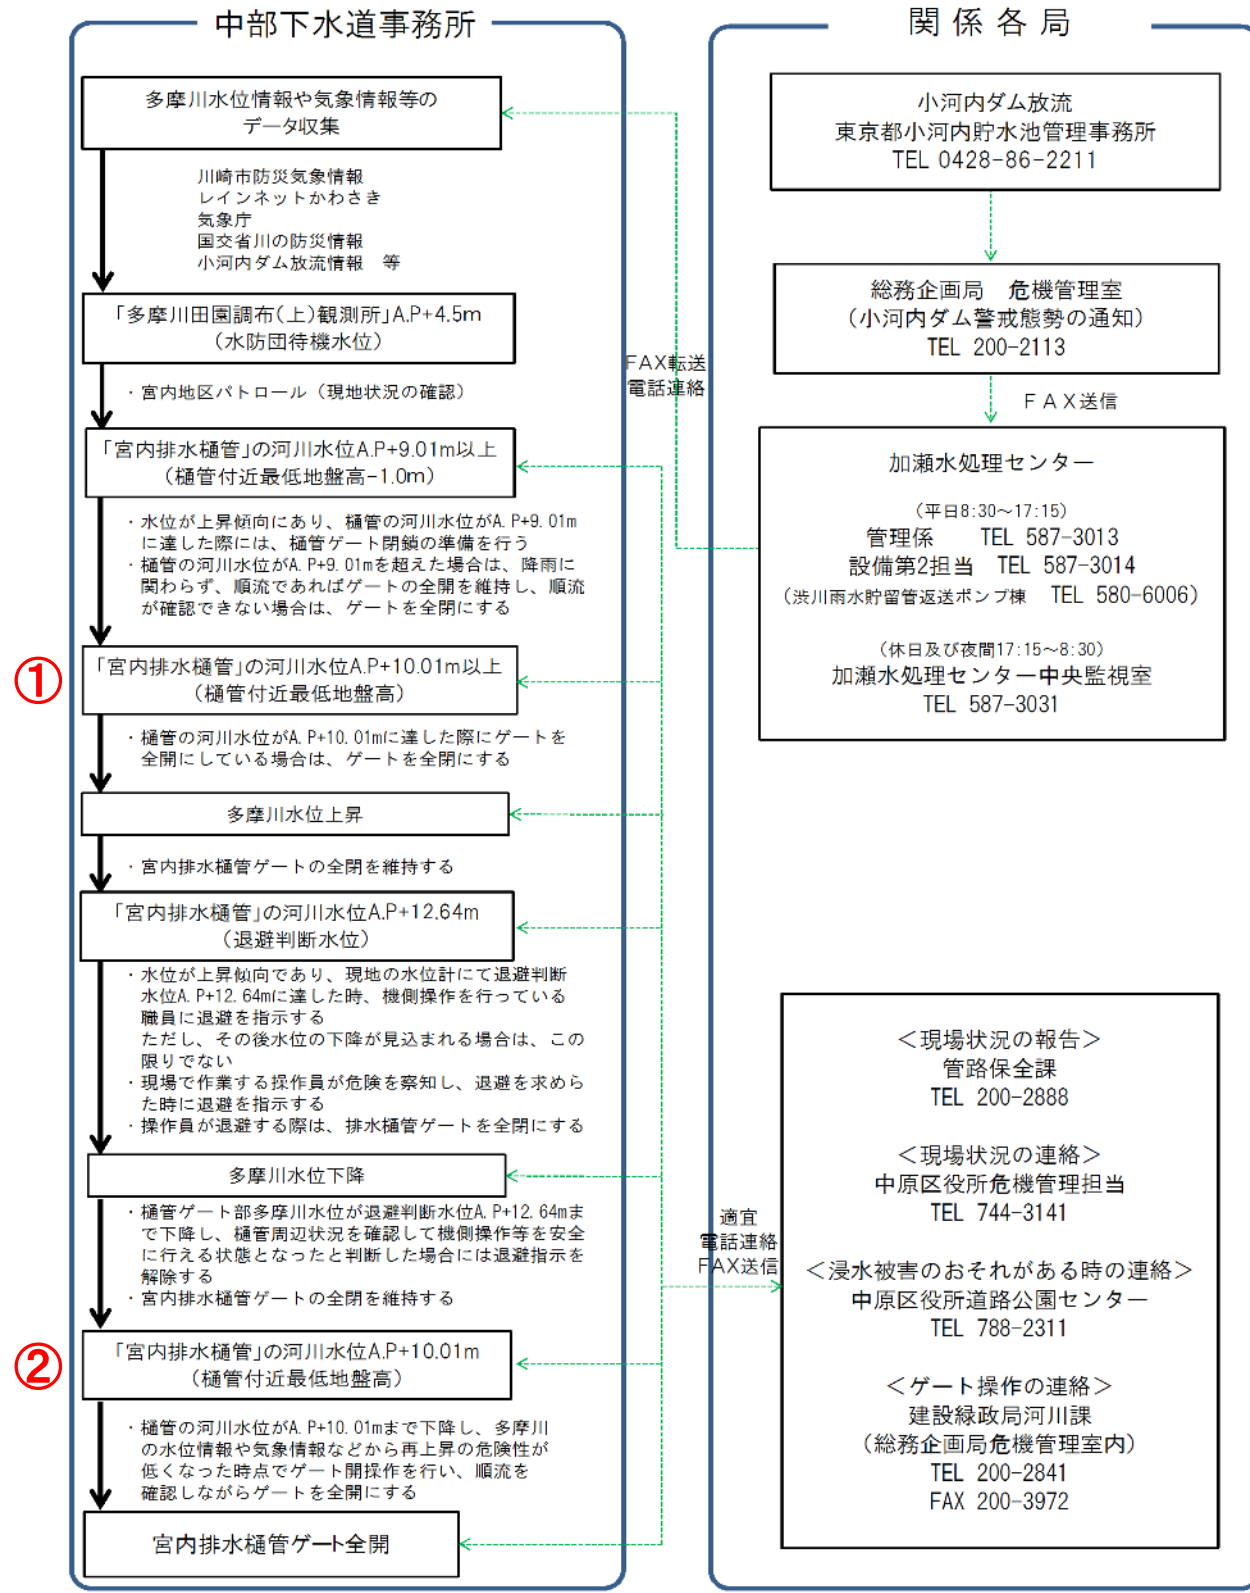 中部下水道事務所
多摩川水位情報や気象情報等の
データ収集
川崎市防災気象情報
レインネットかわさき
気象庁
国交省川の防災情報
小河内ダム放流情報　等
「多摩川田園調布(上)観測所」A.P+4.5m
（水防団待機水位）
・宮内地区パトロール（現地状況の確認）
「宮内排水樋管」の河川水位A.P+9.01m以上
（樋管付近最低地盤高-1.0m）
・水位が上昇傾向にあり、樋管の河川水位がA.P+9.01m
に達した際には、樋管ゲート閉鎖の準備を行う
・樋管の河川水位がA.P+9.01mを超えた場合は、降雨に
関わらず、順流であればゲートの全開を維持し、順流
が確認できない場合は、ゲートを全閉にする
①
「宮内排水樋管」の河川水位A.P+10.01m以上
（樋管付近最低地盤高）
・樋管の河川水位がA.P+10.01mに達した際にゲートを
全開にしている場合は、ゲートを全閉にする
多摩川水位上昇
・宮内排水樋管ゲートの全閉を維持する
「宮内排水樋管」の河川水位A.P+12.64m
（退避判断水位）
・水位が上昇傾向であり、現地の水位計にて退避判断
水位A.P+12.64mに達した時、機側操作を行っている
職員に退避を指示する
ただし、その後水位の下降が見込まれる場合は、この
限りでない
・現場で作業する操作員が危険を察知し、退避を求めら
た時に退避を指示する
・操作員が退避する際は、排水樋管ゲートを全閉にする
多摩川水位下降
・樋管ゲート部多摩川水位が退避判断水位A.P+12.64mま
で下降し、樋管周辺状況を確認して機側操作等を安全
に行える状態となったと判断した場合には退避指示を
解除する
・宮内排水樋管ゲートの全閉を維持する
②
「宮内排水樋管」の河川水位A.P+10.01m
（樋管付近最低地盤高）
・樋管の河川水位がA.P+10.01mまで下降し、多摩川
の水位情報や気象情報などから再上昇の危険性が
低くなった時点でゲート開操作を行い、順流を
確認しながらゲートを全開にする
宮内排水樋管ゲート全開
FAX転送
電話連絡
適宜
電話連絡
FAX送信
関係各局
小河内ダム放流
東京都小河内貯水池管理事務所
TEL 0428-86-2211
総務企画局　危機管理室
（小河内ダム警戒態勢の通知）
TEL 200-2113
ＦＡＸ送信
加瀬水処理センター
（平日8:30～17:15）
管理係　　TEL 587-3013
設備第2担当　TEL 587-3014
（渋川雨水貯留管返送ポンプ棟　TEL 580-6006）
（休日及び夜間17:15～8:30）
加瀬水処理センター中央監視室
TEL 587-3031
＜現場状況の報告＞
管路保全課
TEL 200-2888
＜現場状況の連絡＞
中原区役所危機管理担当
TEL 744-3141
＜浸水被害のおそれがある時の連絡＞
中原区役所道路公園センター
TEL 788-2311
＜ゲート操作の連絡＞
建設緑政局河川課
（総務企画局危機管理室内）
TEL 200-2841
FAX 200-3972